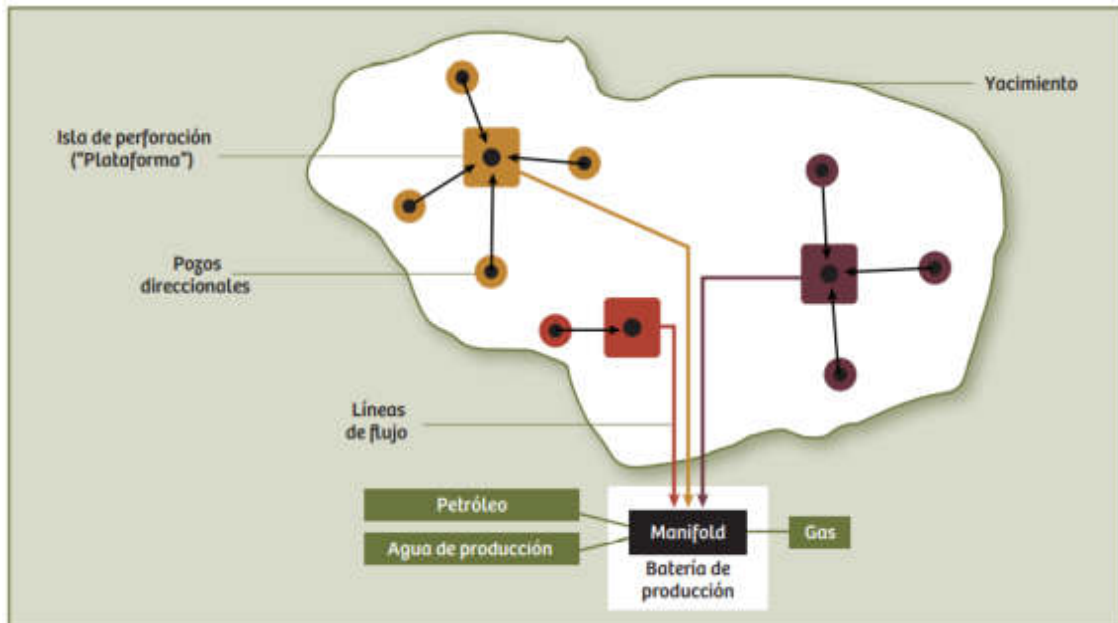 Yacimiento
Isla de perforación
("Plataforma")
Pozos
direccionales
Líneas
de flujo
Petróleo
Agua de producción
Manifold
Gas
Batería de
producción